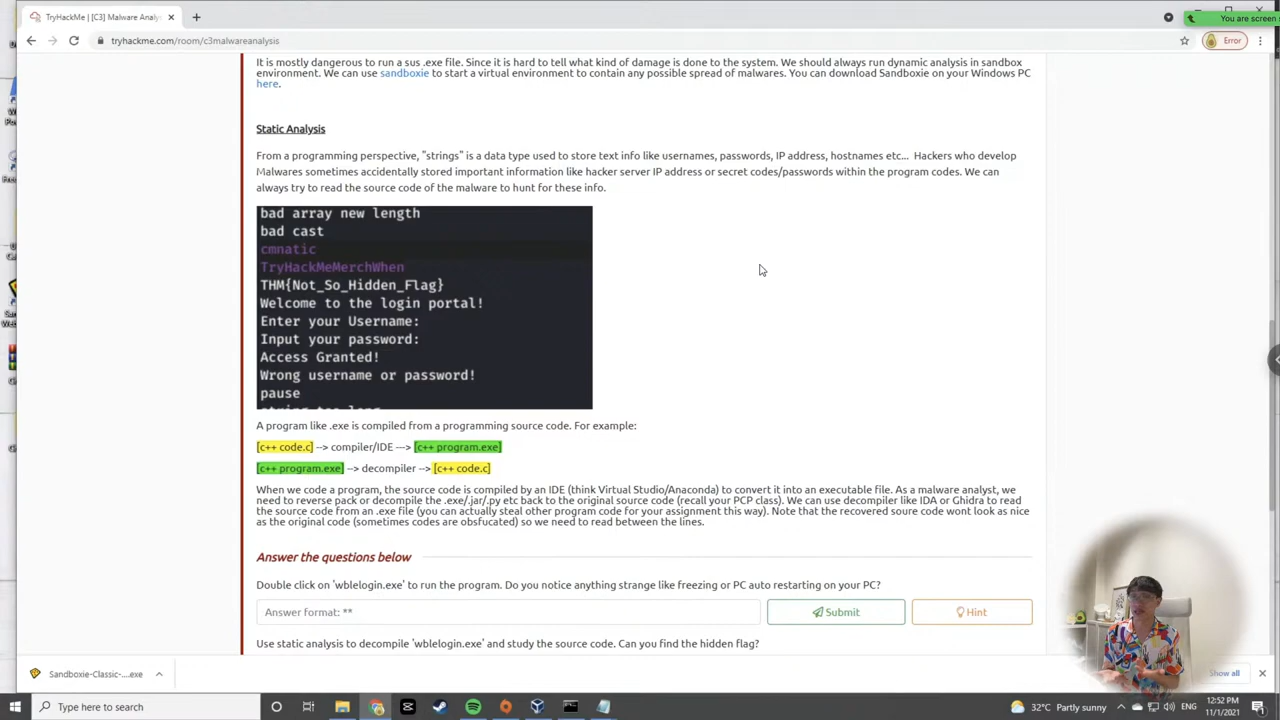 TryHackMe | [C3] Malware Analys
You are screen s
tryhackme.com/room/c3malwareanalysis
Error
It is mostly dangerous to run a sus .exe file. Since it is hard to tell what kind of damage is done to the system. We should always run dynamic analysis in sandbox
environment. We can use sandboxie to start a virtual environment to contain any possible spread of malwares. You can download Sandboxie on your Windows PC
here.
Static Analysis
From a programming perspective, "strings" is a data type used to store text info like usernames, passwords, IP address, hostnames etc... Hackers who develop
Malwares sometimes accidentally stored important information like hacker server IP address or secret codes/passwords within the program codes. We can
always try to read the source code of the malware to hunt for these info.
bad array new length
bad cast
cmnatic
TryHackMeMerchWhen
THM{Not_So_Hidden_Flag}
Welcome to the login portal!
Enter your Username:
Input your password:
Access Granted!
Wrong username or password!
pause
string too long
A program like .exe is compiled from a programming source code. For example:
[c++ code.c] --> compiler/IDE ---> [c++ program.exe]
[c++ program.exe] --> decompiler --> [c++ code.c]
When we code a program, the source code is compiled by an IDE (think Virtual Studio/Anaconda) to convert it into an executable file. As a malware analyst, we
need to reverse pack or decompile the .exe/.jar/.py etc back to the original source code (recall your PCP class). We can use decompiler like IDA or Ghidra to read
the source code from an .exe file (you can actually steal other program code for your assignment this way). Note that the recovered soure code wont look as nice
as the original code (sometimes codes are obsfucated) so we need to read between the lines.
Answer the questions below
Double click on 'wblelogin.exe' to run the program. Do you notice anything strange like freezing or PC auto restarting on your PC?
Answer format: **
Submit
Hint
Use static analysis to decompile 'wblelogin.exe' and study the source code. Can you find the hidden flag?
Sandboxie-Classic-....exe
Show all
Type here to search
32°C Partly sunny
12:52 PM
11/1/2021